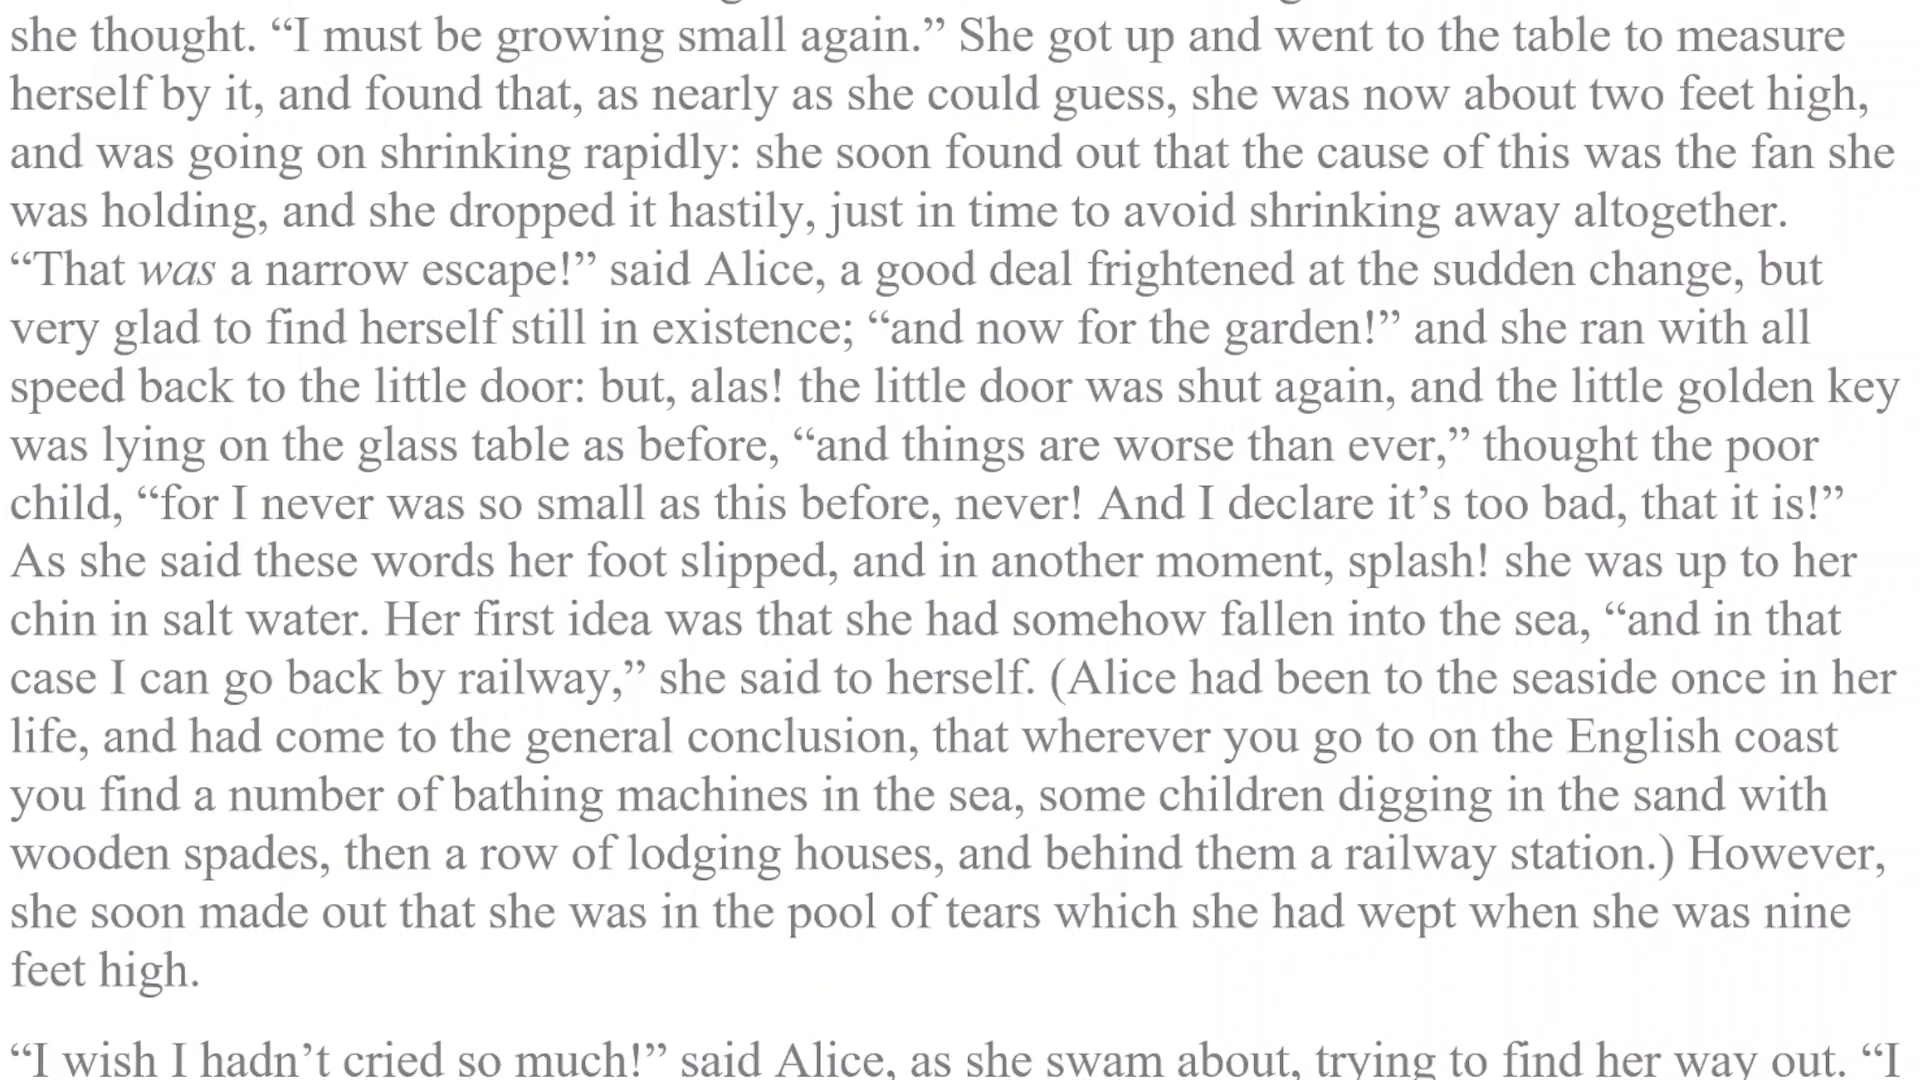 she thought. “I must be growing small again.” She got up and went to the table to measure
herself by it, and found that, as nearly as she could guess, she was now about two feet high,
and was going on shrinking rapidly: she soon found out that the cause of this was the fan she
was holding, and she dropped it hastily, just in time to avoid shrinking away altogether.
“That was a narrow escape!” said Alice, a good deal frightened at the sudden change, but
very glad to find herself still in existence; “and now for the garden!” and she ran with all
speed back to the little door: but, alas! the little door was shut again, and the little golden key
was lying on the glass table as before, “and things are worse than ever,” thought the poor
child, “for I never was so small as this before, never! And I declare it’s too bad, that it is!”
As she said these words her foot slipped, and in another moment, splash! she was up to her
chin in salt water. Her first idea was that she had somehow fallen into the sea, “and in that
case I can go back by railway,” she said to herself. (Alice had been to the seaside once in her
life, and had come to the general conclusion, that wherever you go to on the English coast
you find a number of bathing machines in the sea, some children digging in the sand with
wooden spades, then a row of lodging houses, and behind them a railway station.) However,
she soon made out that she was in the pool of tears which she had wept when she was nine
feet high.
“I wish I hadn’t cried so much!” said Alice, as she swam about, trying to find her way out. “I